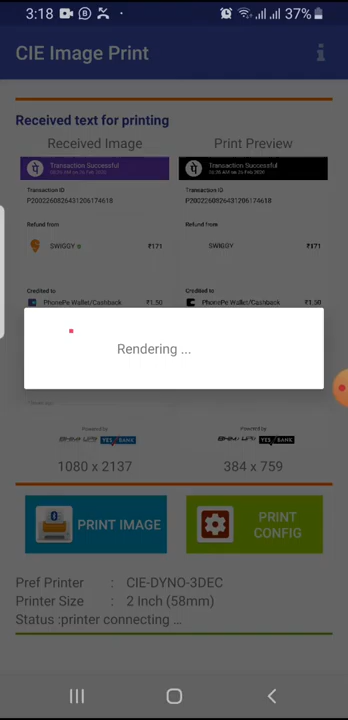 3:18 37%
CIE Image Print
Received text for printing
Received Image Print Preview
Transaction Successful Transaction Successful
Transaction ID Transaction ID
P2002260826431206174618 P2002260826431206174618
Refund from Refund from
SWIGGY ₹171 SWIGGY ₹171
Credited to Credited to
PhonePe Wallet/Cashback ₹1.50 PhonePe Wallet/Cashback ₹1.50
Rendering ...
Powered by Powered by
YES BANK YES BANK
1080 x 2137 384 x 759
PRINT IMAGE PRINT CONFIG
Pref Printer : CIE-DYNO-3DEC
Printer Size : 2 Inch (58mm)
Status :printer connecting ...